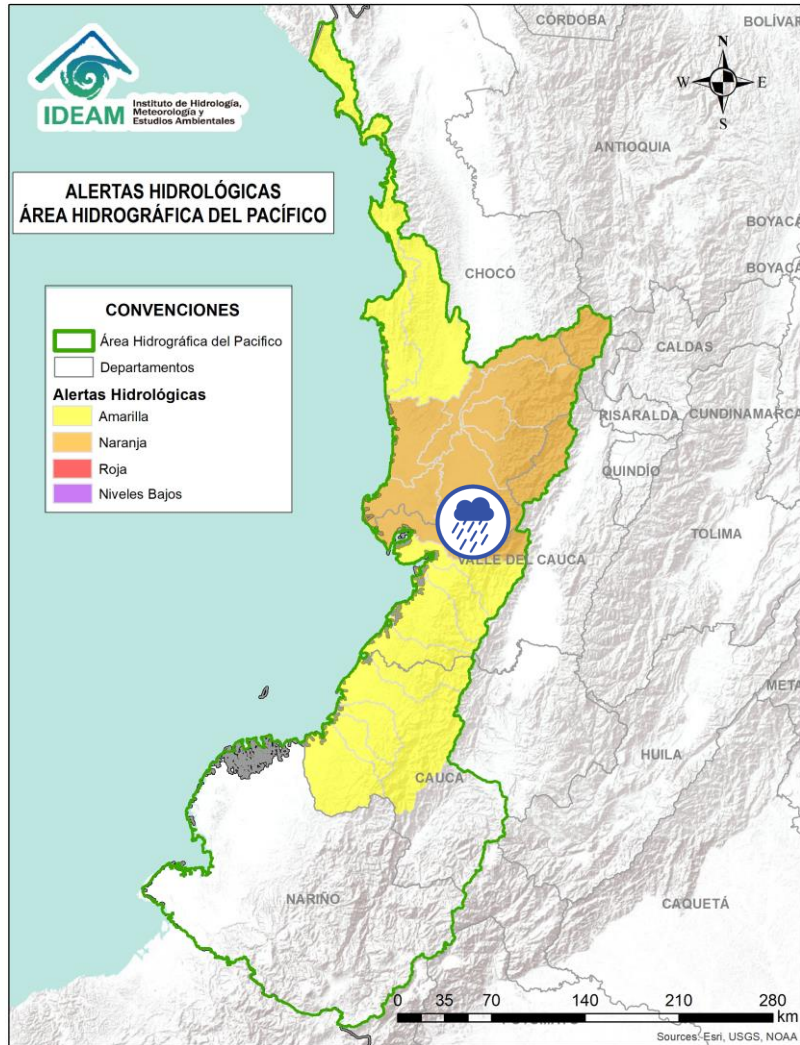 IDEAM
Instituto de Hidrología,
Meteorología y
Estudios Ambientales
ALERTAS HIDROLÓGICAS
ÁREA HIDROGRÁFICA DEL PACÍFICO
CONVENCIONES
Área Hidrográfica del Pacifico
Departamentos
Alertas Hidrológicas
Amarilla
Naranja
Roja
Niveles Bajos
N
W
E
S
CÓRDOBA
BOLÍVAR
ANTIOQUIA
BOYACÁ
BOYACÁ
CHOCÓ
CALDAS
RISARALDA
CUNDINAMARCA
QUINDÍO
TOLIMA
VALLE DEL CAUCA
META
HUILA
CAUCA
NARIÑO
CAQUETÁ
0 35 70 140 210 280
km
Sources: Esri, USGS, NOAA